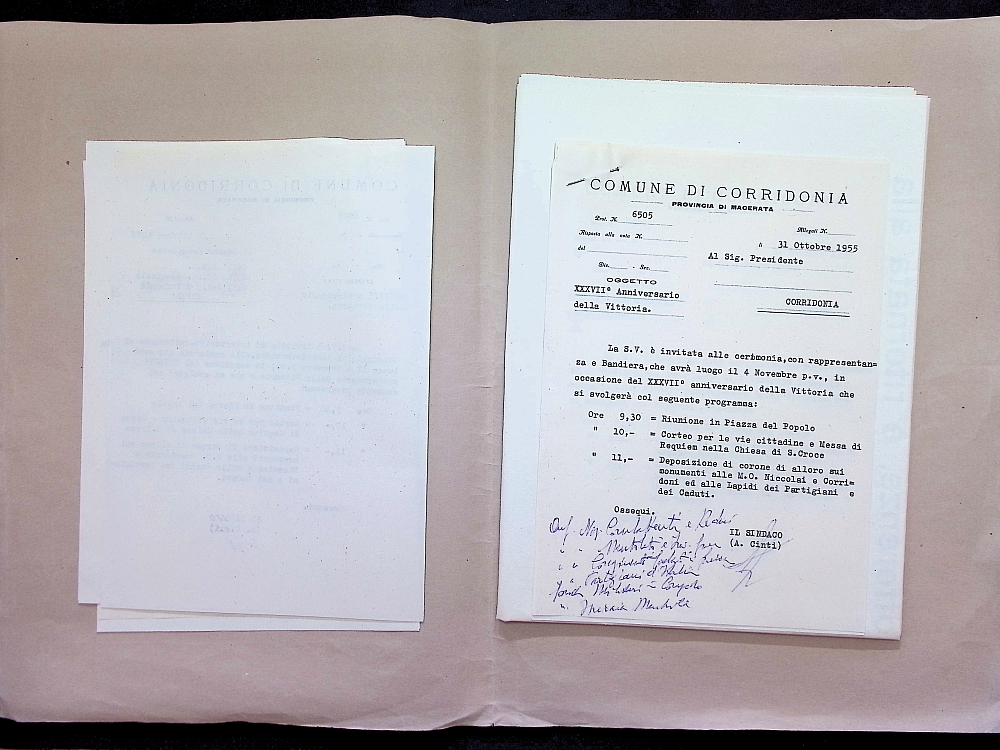 COMUNE DI CORRIDONIA
PROVINCIA DI MACERATA
Prot. N. 6505
Allegati N.
Risposta alla nota N.
li 31 Ottobre 1955
del
Al Sig. Presidente
Div. - Sez.
OGGETTO
XXXVII° Anniversario
della Vittoria.
CORRIDONIA
La S.V. è invitata alle cerimonia,con rappresentan=
za e Bandiera,che avrà luogo il 4 Novembre p.v., in
occasione del XXXVII° anniversario della Vittoria che
si svolgerà col seguente programma:
Ore 9,30 = Riunione in Piazza del Popolo
" 10,- = Corteo per le vie cittadine e Messa di
Requiem nella Chiesa di S.Croce
" 11,- = Deposizione di corone di alloro sui
monumenti alle M.O. Niccolai e Corri=
doni ed alle Lapidi dei Partigiani e
dei Caduti.
Ossequi.
IL SINDACO
(A. Cinti)
Combattenti e Reduci
COMUNE DI CORRIDONIA